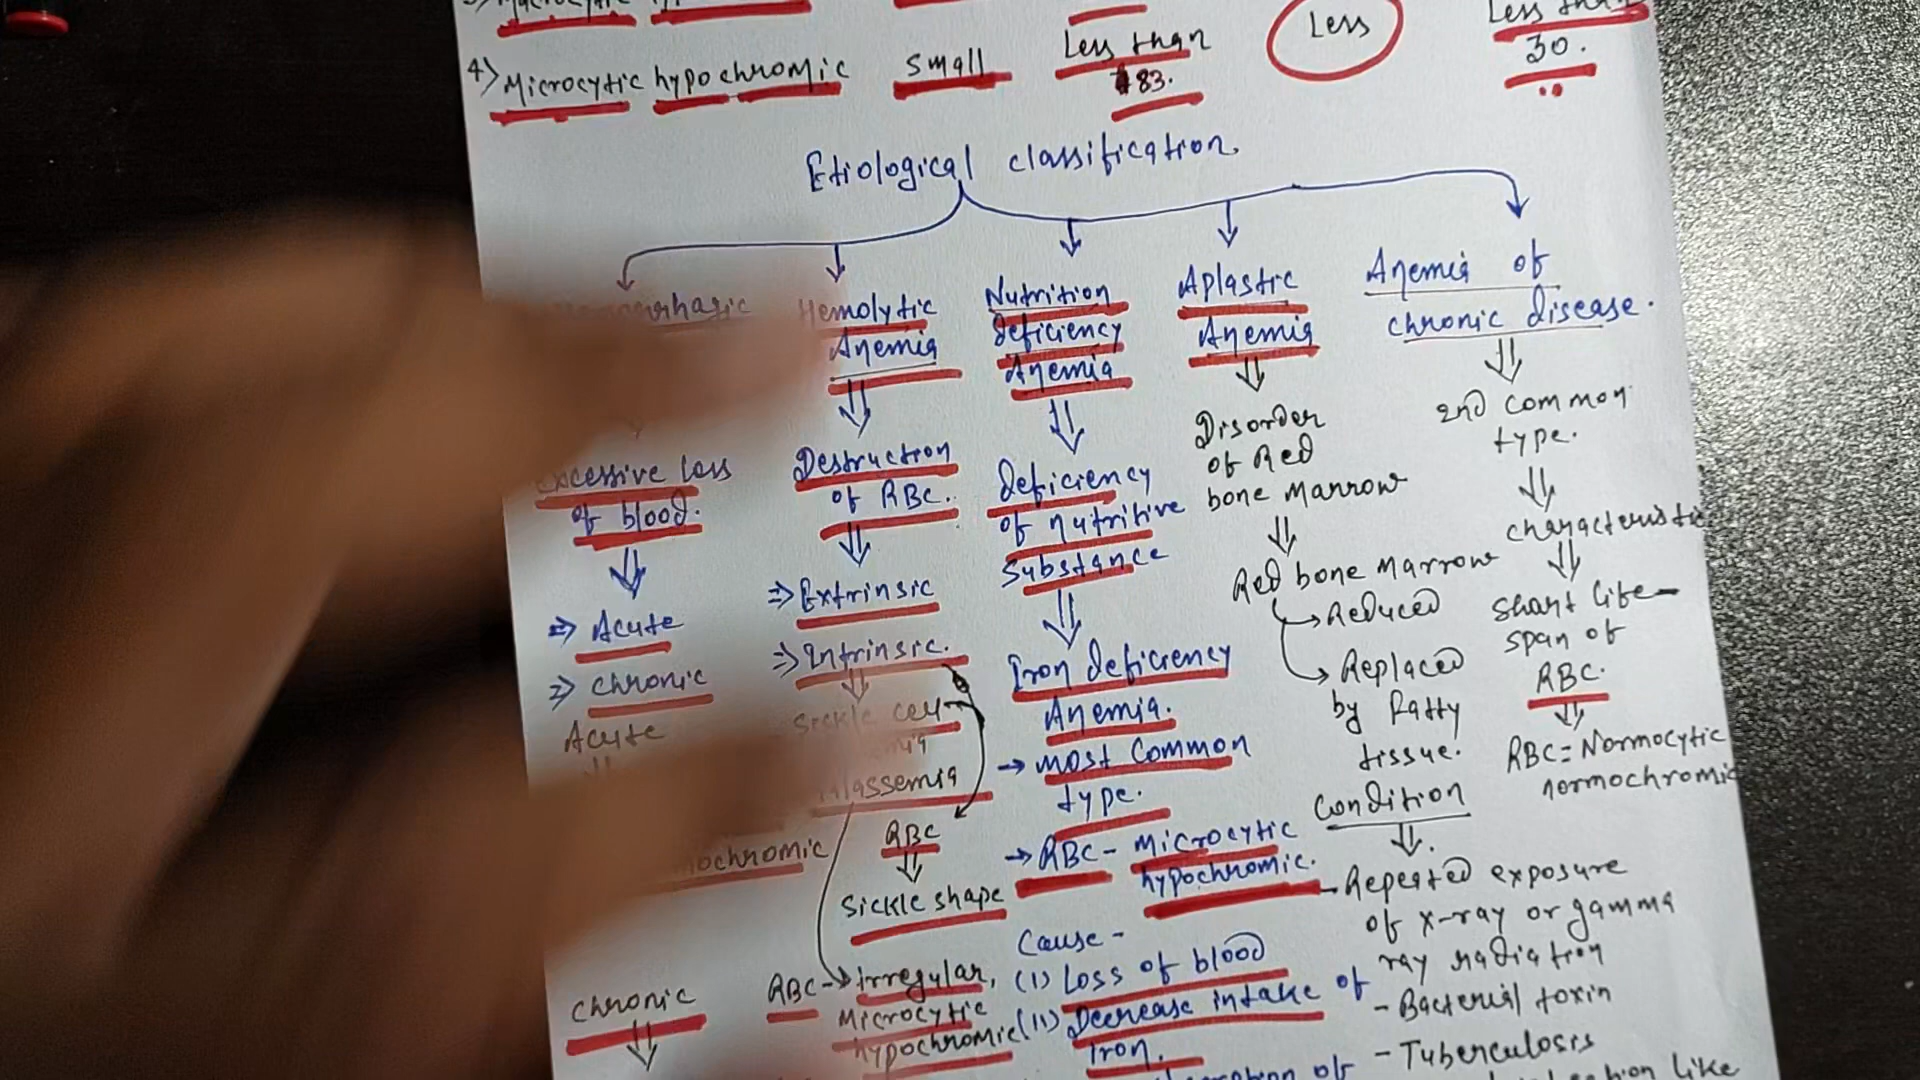 4) Microcytic hypochromic small Less than Less
83. 30.
Etiological classification.
Hemolytic
Anemia
Destruction
of RBC.
=> Extrinsic
=> Intrinsic.
RBC
Sickle shape
RBC -> irregular,
Microcytic
hypochromic
Excessive loss
of blood.
=> Acute
=> chronic
Acute
chronic
Nutrition
deficiency
Anemia
deficiency
of nutritive
Substance
Iron deficiency
Anemia.
-> most Common
type.
-> RBC - Microcytic
hypochromic.
Cause -
(I) Loss of blood
(II) Decrease intake of
Iron.
Aplastic
Anemia
Disorder
of Red
bone Marrow
Red bone Marrow
-> Reduced
-> Replaced
by Fatty
tissue.
Condition
- Repeated exposure
of x-ray or gamma
ray radiation
- Bacterial toxin
- Tuberculosis
like
Anemia of
chronic disease.
2nd Common
type.
characteristic
Short life-
span of
RBC.
RBC = Normocytic
normochromic